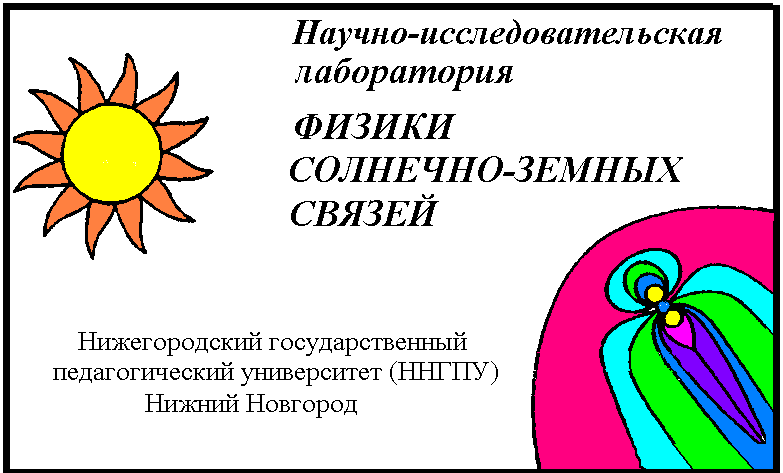 Научно-исследовательская
лаборатория
ФИЗИКИ
СОЛНЕЧНО-ЗЕМНЫХ
СВЯЗЕЙ
Нижегородский государственный
педагогический университет (ННГПУ)
Нижний Новгород